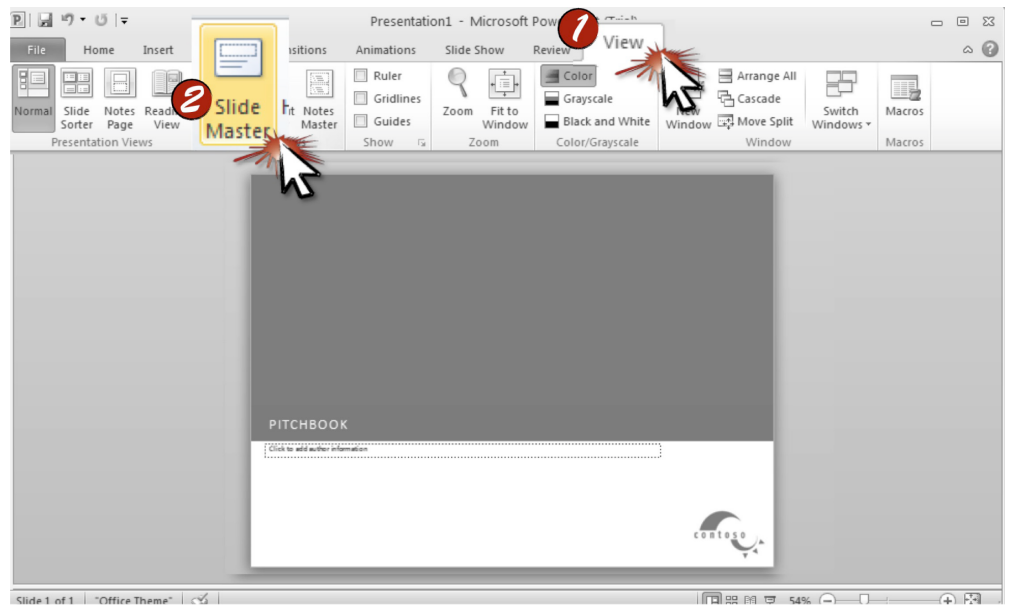 Presentation1 - Microsoft Pow (Trial)
1
File Home Insert sitions Animations Slide Show Review View
2
Normal Slide Sorter Notes Page View
Slide Master
Notes Master
Presentation Views
Ruler
Gridlines
Guides
Show
Zoom Fit to Window
Zoom
Color
Grayscale
Black and White
Color/Grayscale
New Window
Arrange All
Cascade
Move Split
Switch Windows
Window
Macros
Macros
PITCHBOOK
Click to add author information
contoso
Slide 1 of 1 "Office Theme" 54%